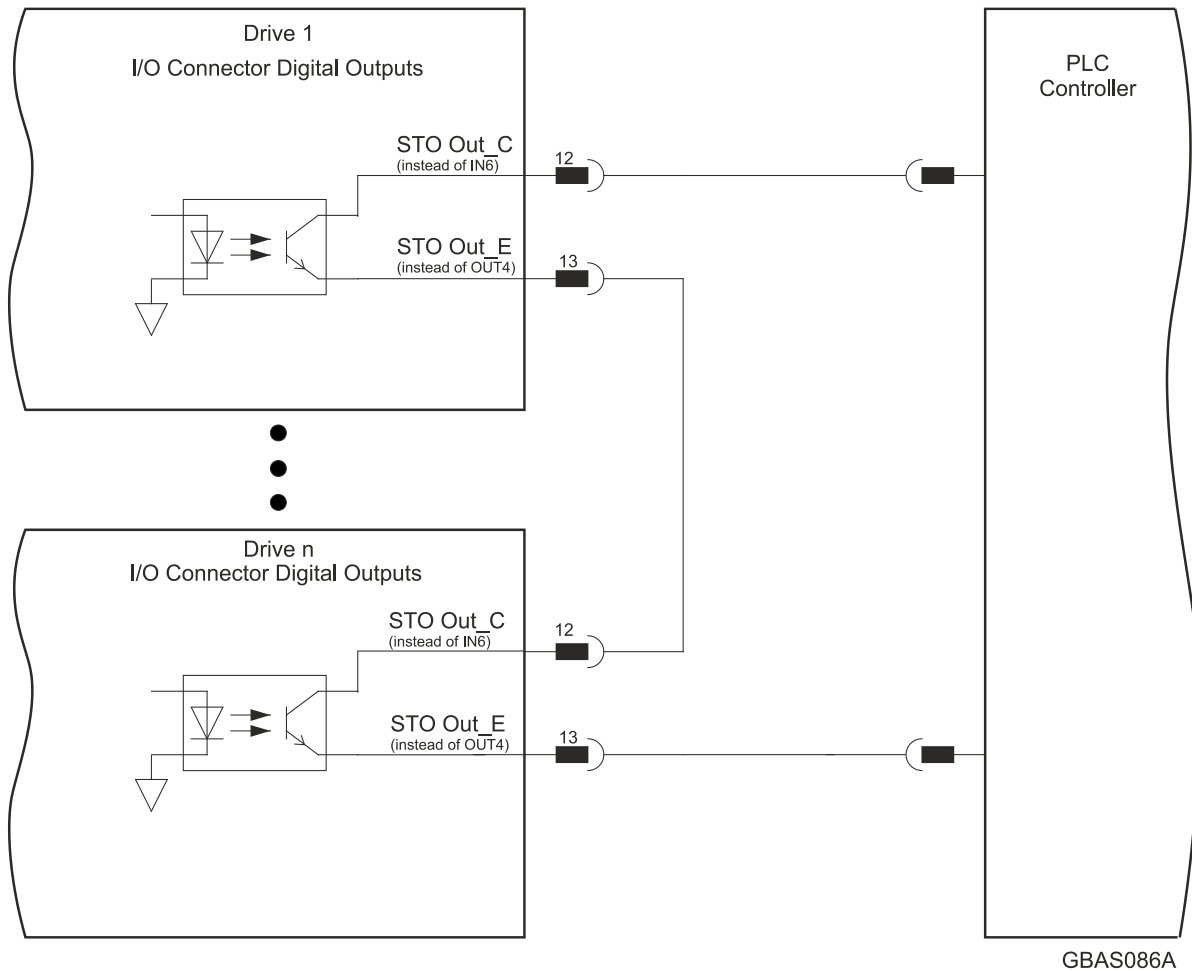 Drive 1
I/O Connector Digital Outputs
PLC
Controller
STO Out_C
(instead of IN6)
12
STO Out_E
(instead of OUT4)
13
Drive n
I/O Connector Digital Outputs
STO Out_C
(instead of IN6)
12
STO Out_E
(instead of OUT4)
13
GBAS086A